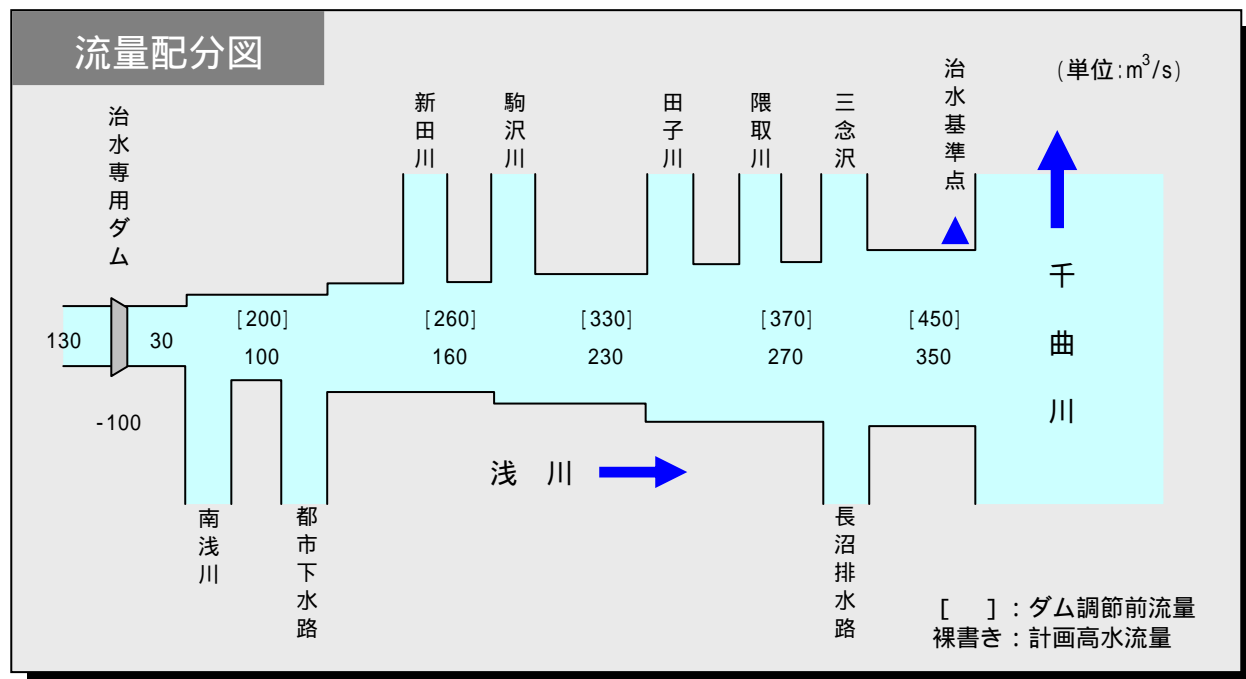 流量配分図
(単位:m³/s)
治水専用ダム
新田川
駒沢川
田子川
隈取川
三念沢
治水基準点
130
30
-100
[200]
100
[260]
160
[330]
230
[370]
270
[450]
350
千曲川
浅川
南浅川
都市下水路
長沼排水路
[ ]:ダム調節前流量
裸書き:計画高水流量